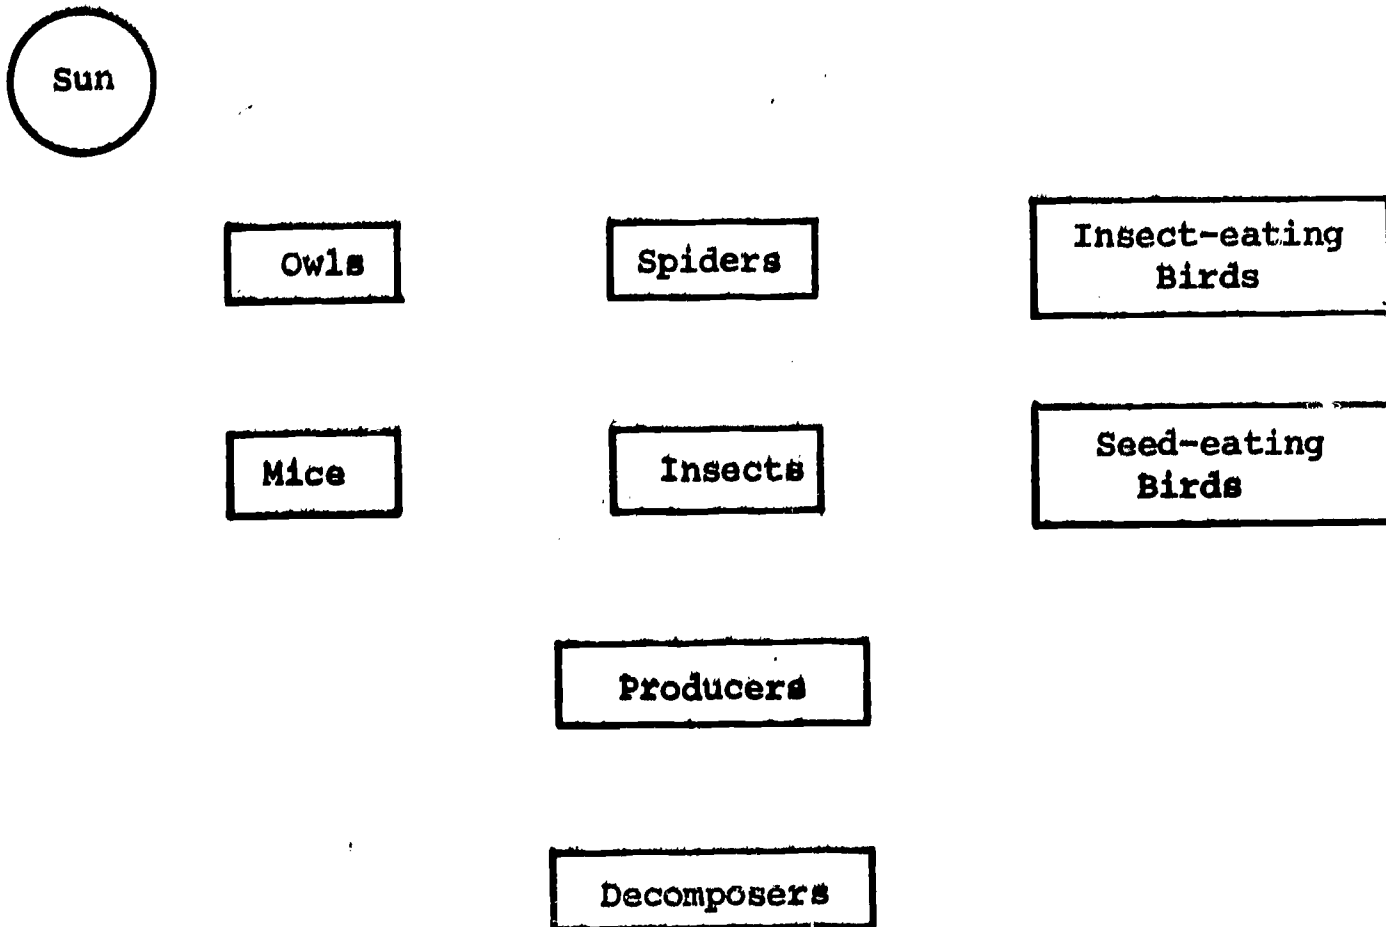 Sun
Owls
Spiders
Insect-eating
Birds
Mice
Insects
Seed-eating
Birds
Producers
Decomposers